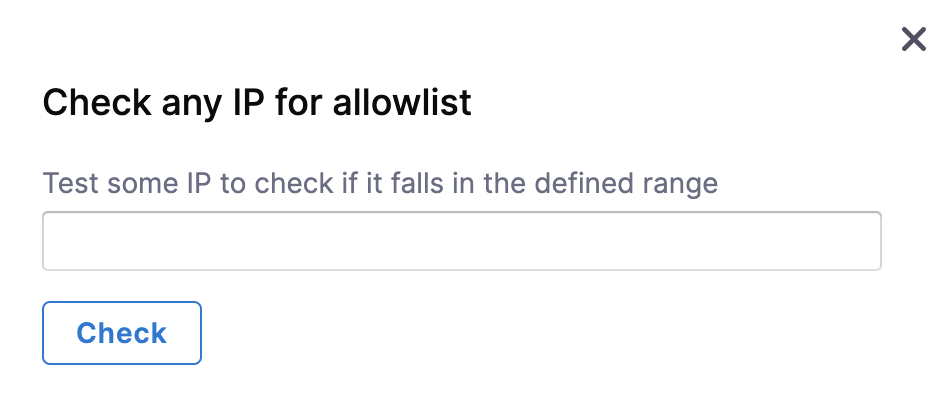 Check any IP for allowlist
Test some IP to check if it falls in the defined range
Check